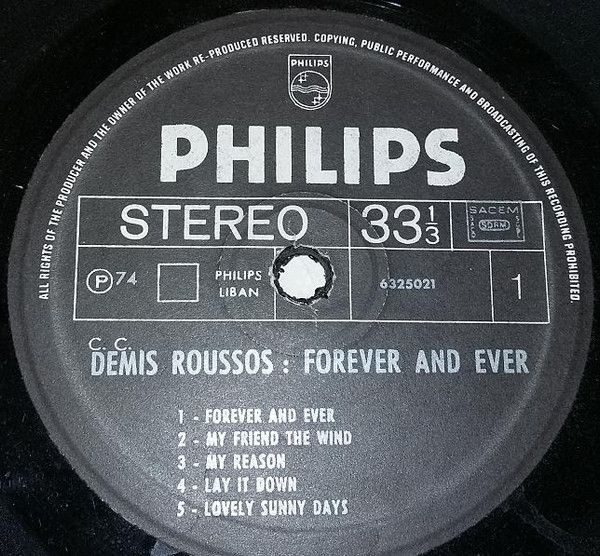 ALL RIGHTS OF THE PRODUCER AND THE OWNER OF THE WORK RE-PRODUCED RESERVED. COPYING, PUBLIC PERFORMANCE AND BROADCASTING OF THIS RECORDING PROHIBITED.
PHILIPS
PHILIPS
STEREO 33 1/3 SACEM
SDRM
Ⓟ 74 PHILIPS 6325021 1
LIBAN
C. C.
DEMIS ROUSSOS : FOREVER AND EVER
1 - FOREVER AND EVER
2 - MY FRIEND THE WIND
3 - MY REASON
4 - LAY IT DOWN
5 - LOVELY SUNNY DAYS